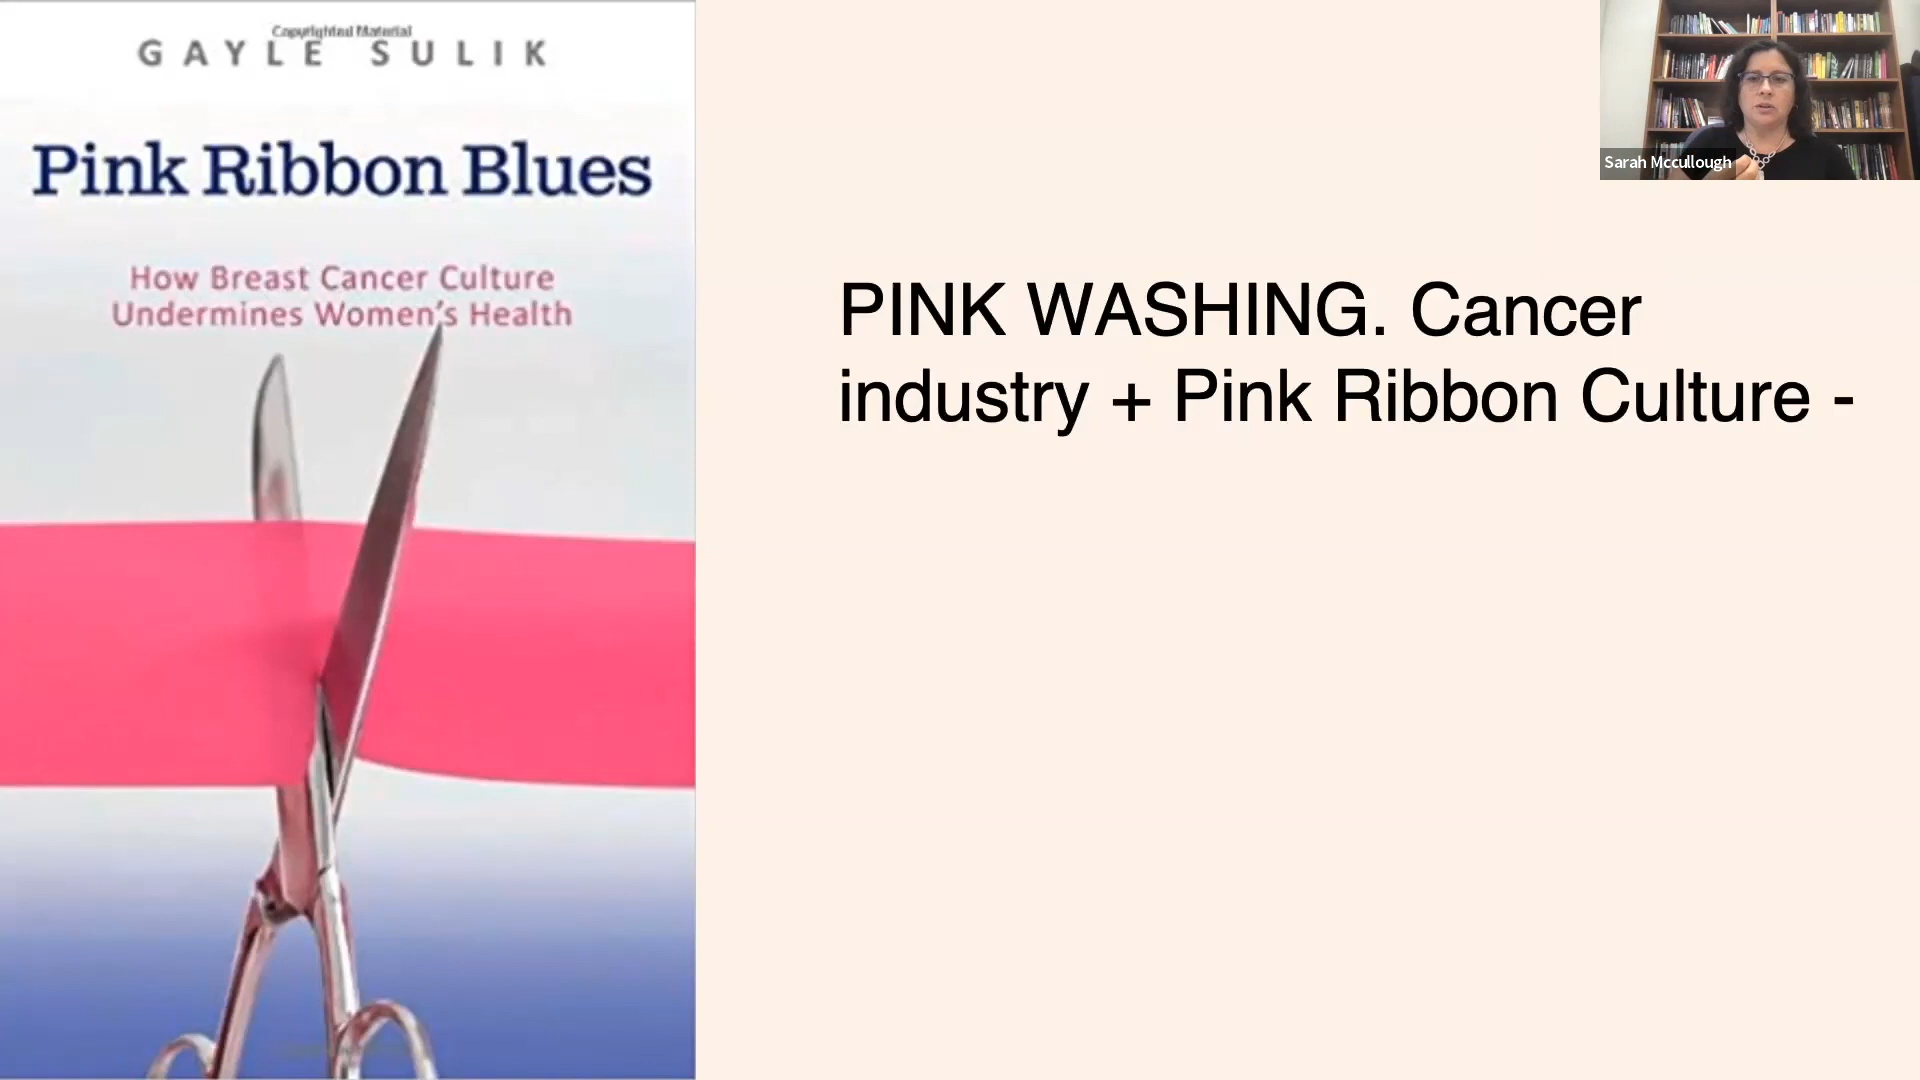 Copyrighted Material
GAYLE SULIK
Pink Ribbon Blues
How Breast Cancer Culture
Undermines Women's Health
PINK WASHING. Cancer
industry + Pink Ribbon Culture -
Sarah Mccullough